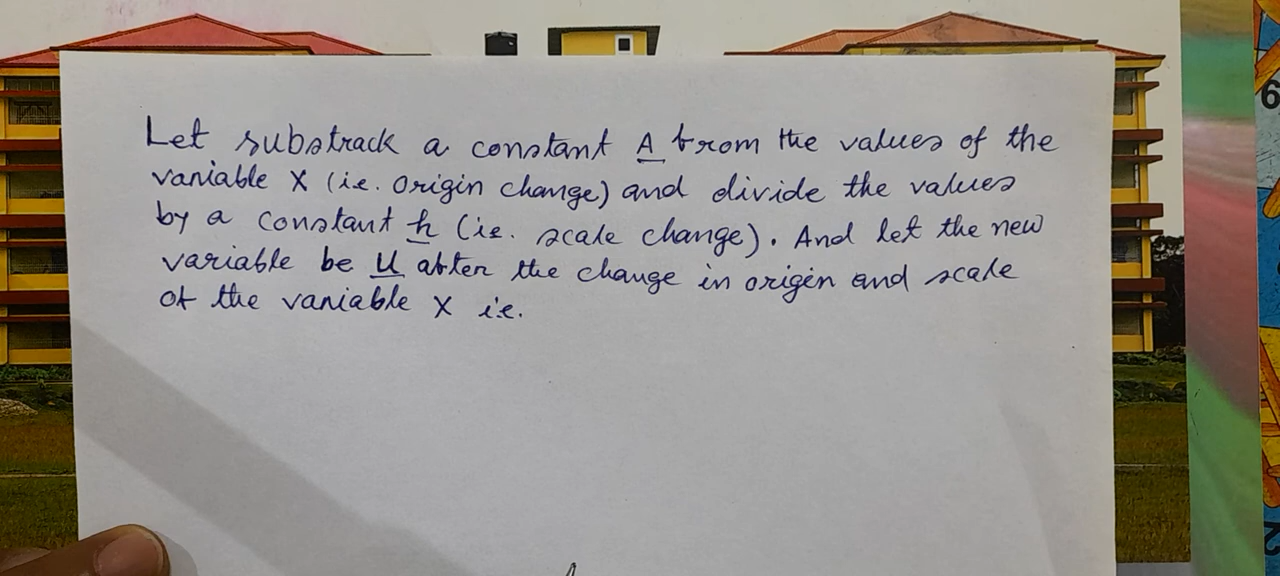 Let substrack a constant A from the values of the
variable X (i.e. origin change) and divide the values
by a constant h (i.e. scale change). And let the new
variable be U after the change in origin and scale
of the variable X i.e.
6